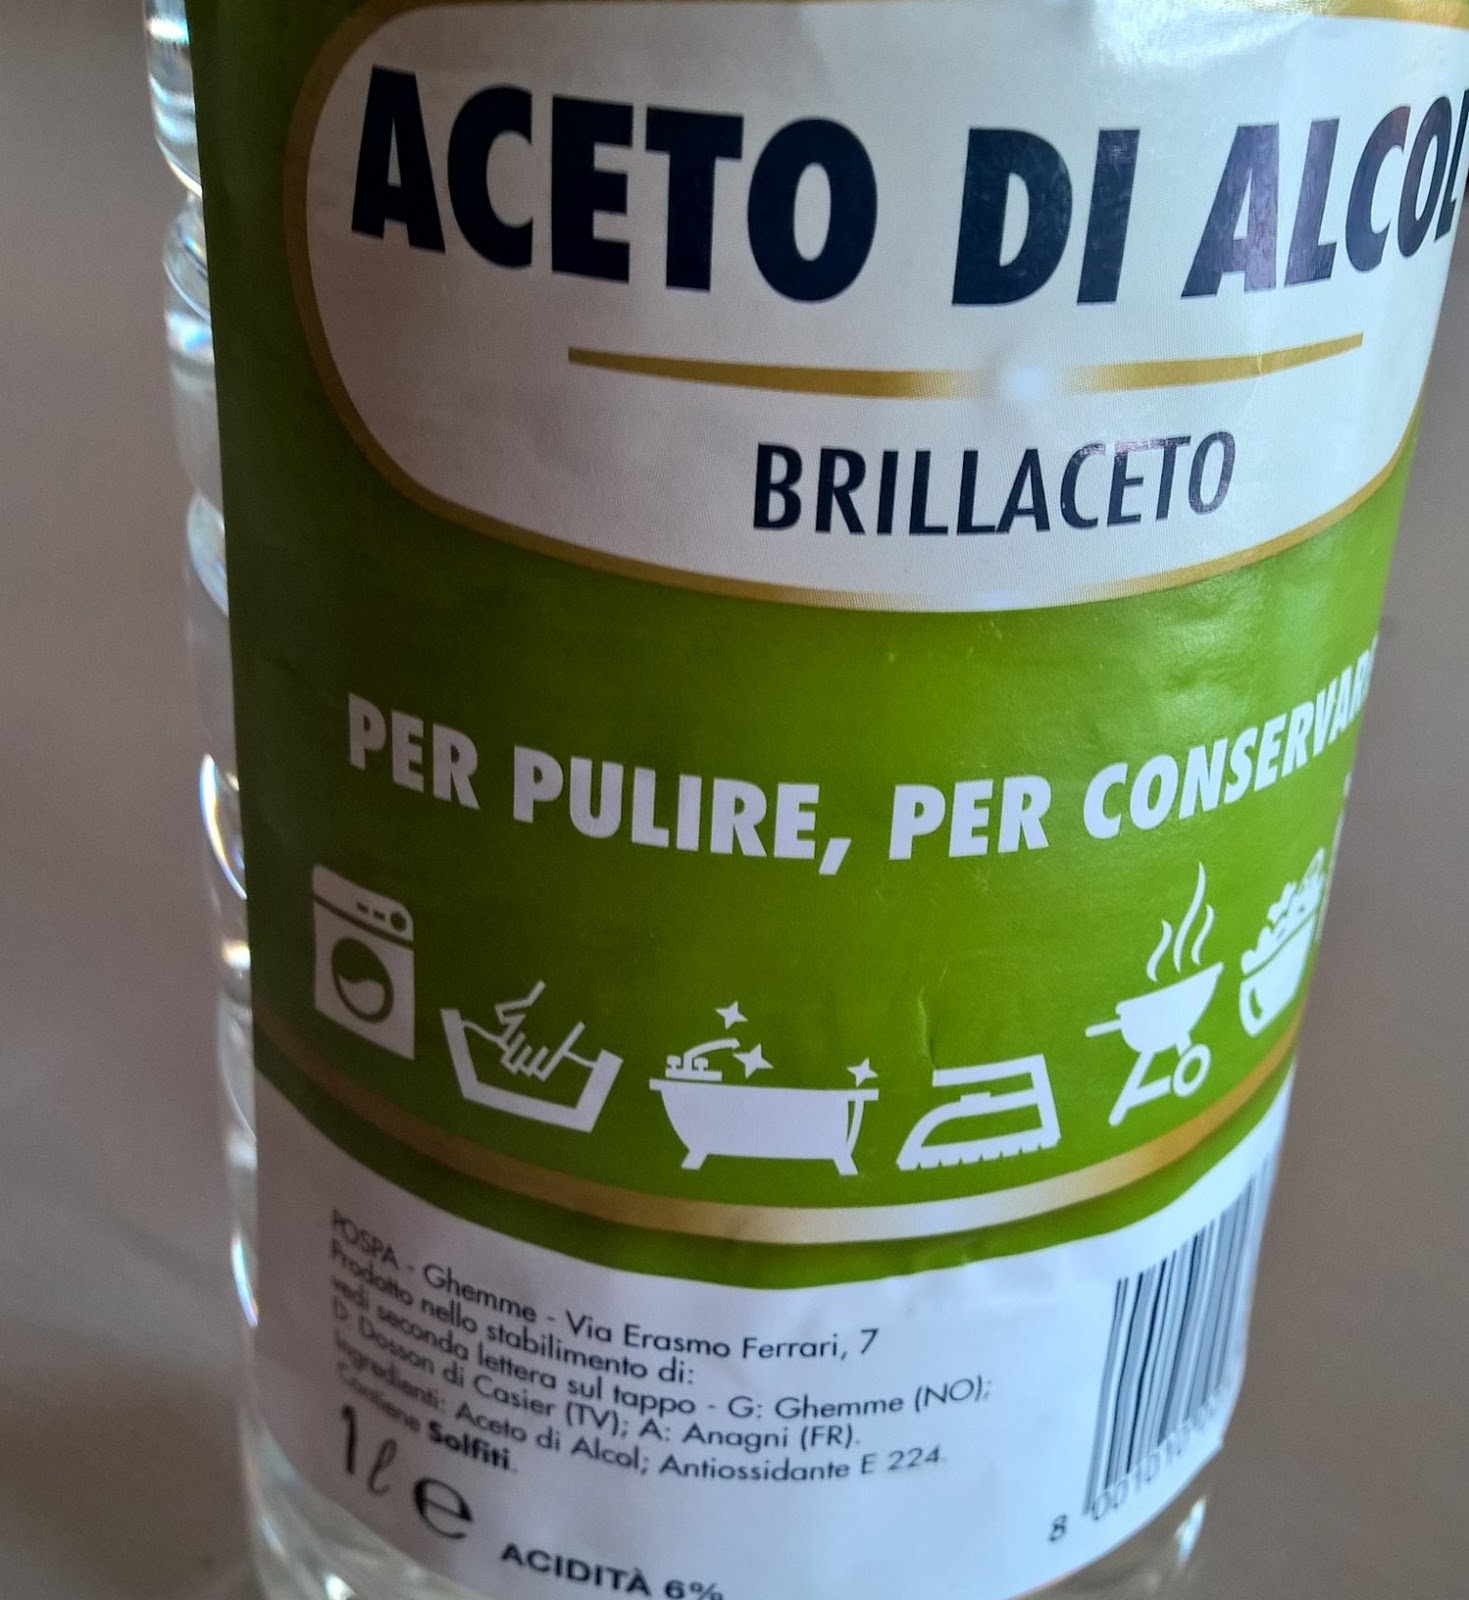 ACETO DI ALCOL
BRILLACETO
PER PULIRE, PER CONSERVAR
POSPA - Ghemme - Via Erasmo Ferrari, 7
Prodotto nello stabilimento di:
vedi seconda lettera sul tappo - G: Ghemme (NO);
D: Dosson di Casier (TV); A: Anagni (FR).
Ingredienti: Aceto di Alcol; Antiossidante E 224.
Contiene Solfiti.
1 ℓ e
ACIDITÀ 6%
8